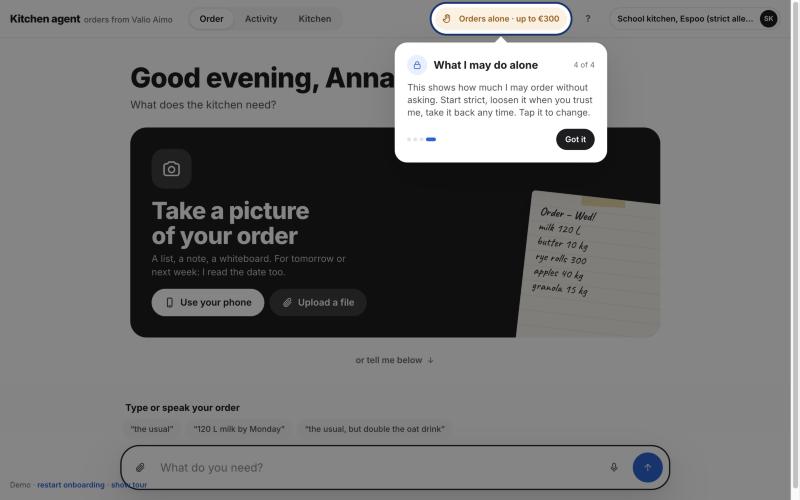 Kitchen agent orders from Valio Aimo
Order
Activity
Kitchen
Orders alone · up to €300
?
School kitchen, Espoo (strict alle...
SK
Good evening, Anna
What does the kitchen need?
What I may do alone
4 of 4
This shows how much I may order without
asking. Start strict, loosen it when you trust
me, take it back any time. Tap it to change.
Got it
Take a picture
of your order
A list, a note, a whiteboard. For tomorrow or
next week: I read the date too.
Use your phone
Upload a file
Order – Wed!
milk 120 L
butter 10 kg
rye rolls 300
apples 40 kg
granola 15 kg
or tell me below ↓
Type or speak your order
"the usual"
"120 L milk by Monday"
"the usual, but double the oat drink"
What do you need?
Demo · restart onboarding · show tour